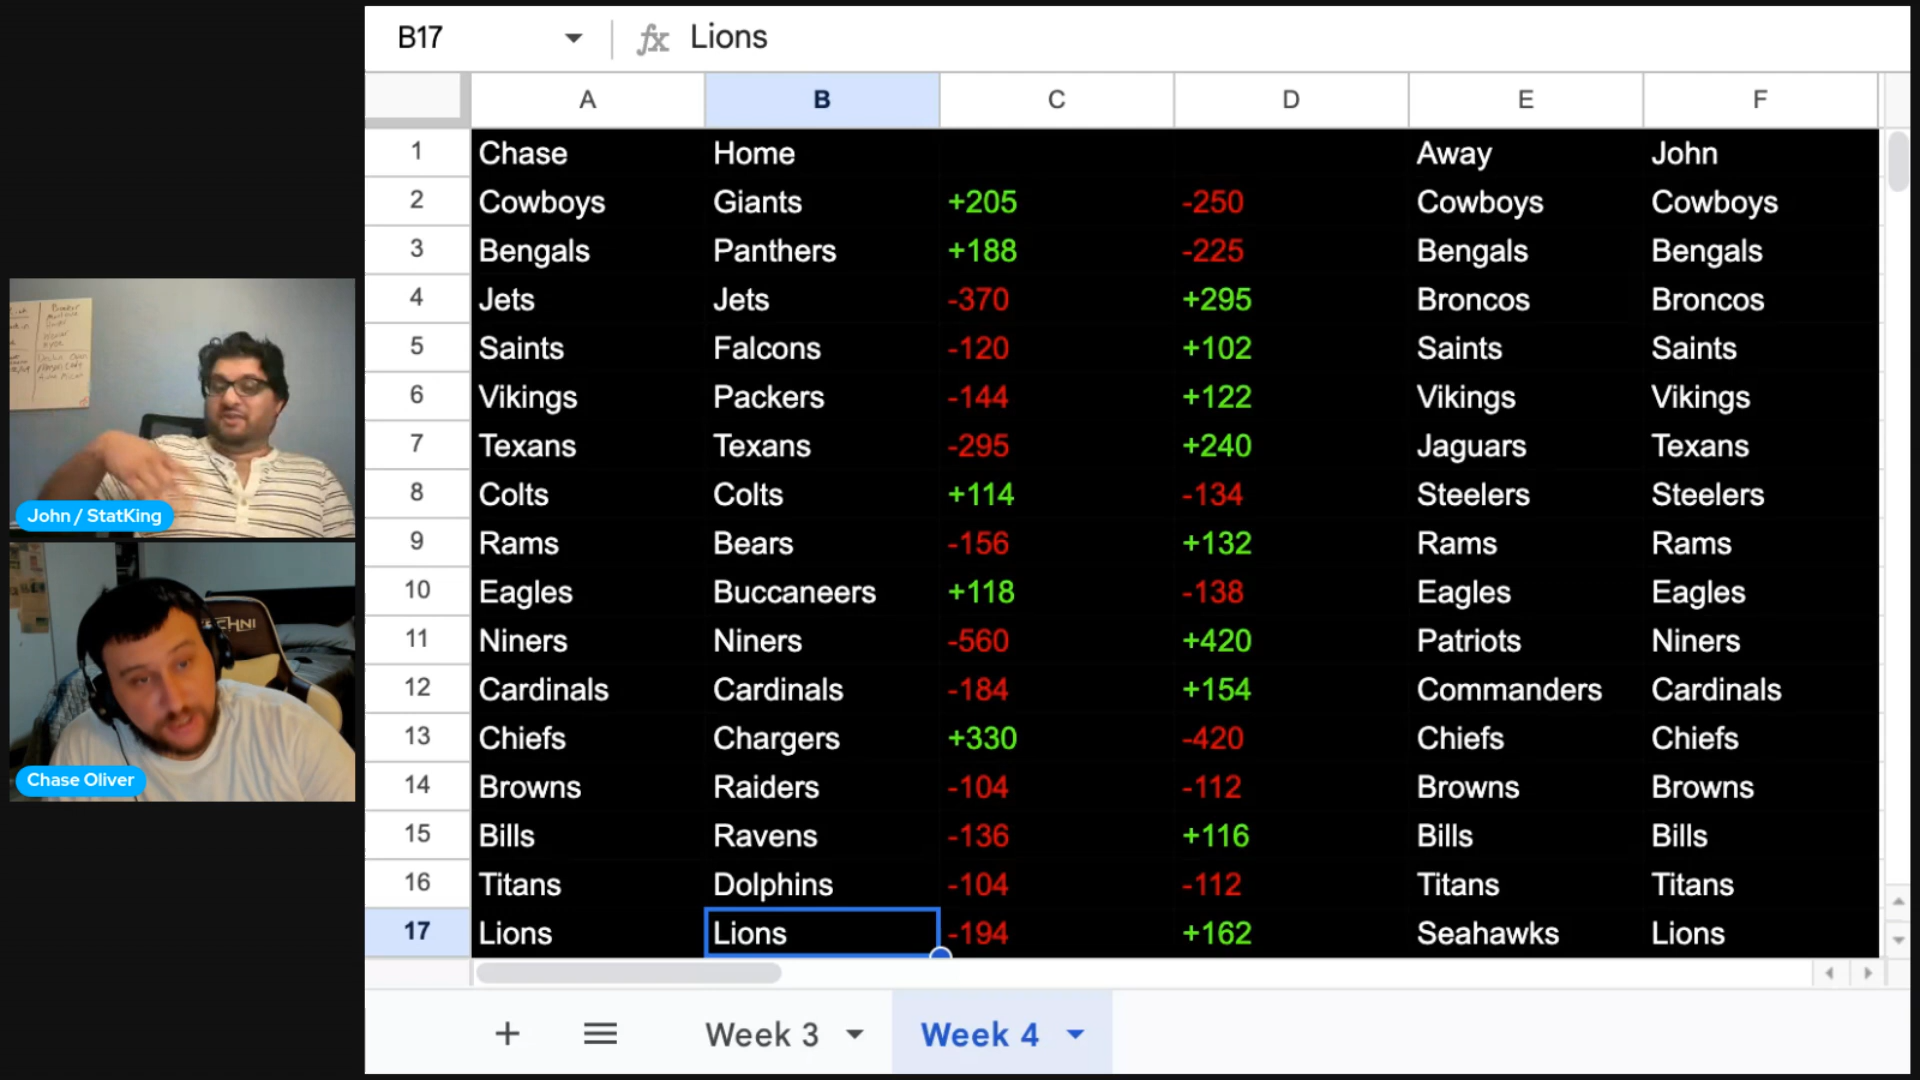 B17 fx Lions
A B C D E F
1 Chase Home Away John
2 Cowboys Giants +205 -250 Cowboys Cowboys
3 Bengals Panthers +188 -225 Bengals Bengals
4 Jets Jets -370 +295 Broncos Broncos
5 Saints Falcons -120 +102 Saints Saints
6 Vikings Packers -144 +122 Vikings Vikings
7 Texans Texans -295 +240 Jaguars Texans
8 Colts Colts +114 -134 Steelers Steelers
9 Rams Bears -156 +132 Rams Rams
10 Eagles Buccaneers +118 -138 Eagles Eagles
11 Niners Niners -560 +420 Patriots Niners
12 Cardinals Cardinals -184 +154 Commanders Cardinals
13 Chiefs Chargers +330 -420 Chiefs Chiefs
14 Browns Raiders -104 -112 Browns Browns
15 Bills Ravens -136 +116 Bills Bills
16 Titans Dolphins -104 -112 Titans Titans
17 Lions Lions -194 +162 Seahawks Lions
Week 3 Week 4
John / StatKing
Chase Oliver